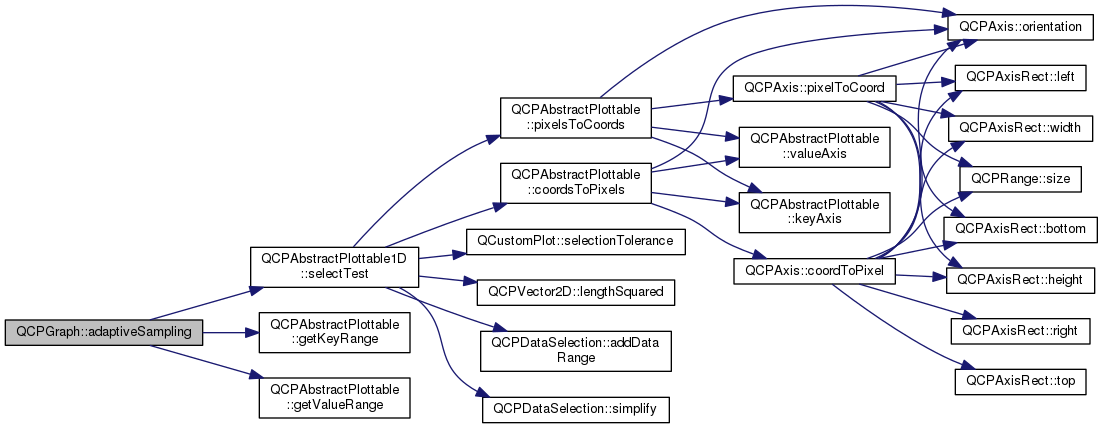 QCPGraph::adaptiveSampling
QCPAbstractPlottable1D
::selectTest
QCPAbstractPlottable
::getKeyRange
QCPAbstractPlottable
::getValueRange
QCPAbstractPlottable
::pixelsToCoords
QCPAbstractPlottable
::coordsToPixels
QCustomPlot::selectionTolerance
QCPVector2D::lengthSquared
QCPDataSelection::addData
Range
QCPDataSelection::simplify
QCPAxis::pixelToCoord
QCPAbstractPlottable
::valueAxis
QCPAbstractPlottable
::keyAxis
QCPAxis::coordToPixel
QCPAxis::orientation
QCPAxisRect::left
QCPAxisRect::width
QCPRange::size
QCPAxisRect::bottom
QCPAxisRect::height
QCPAxisRect::right
QCPAxisRect::top